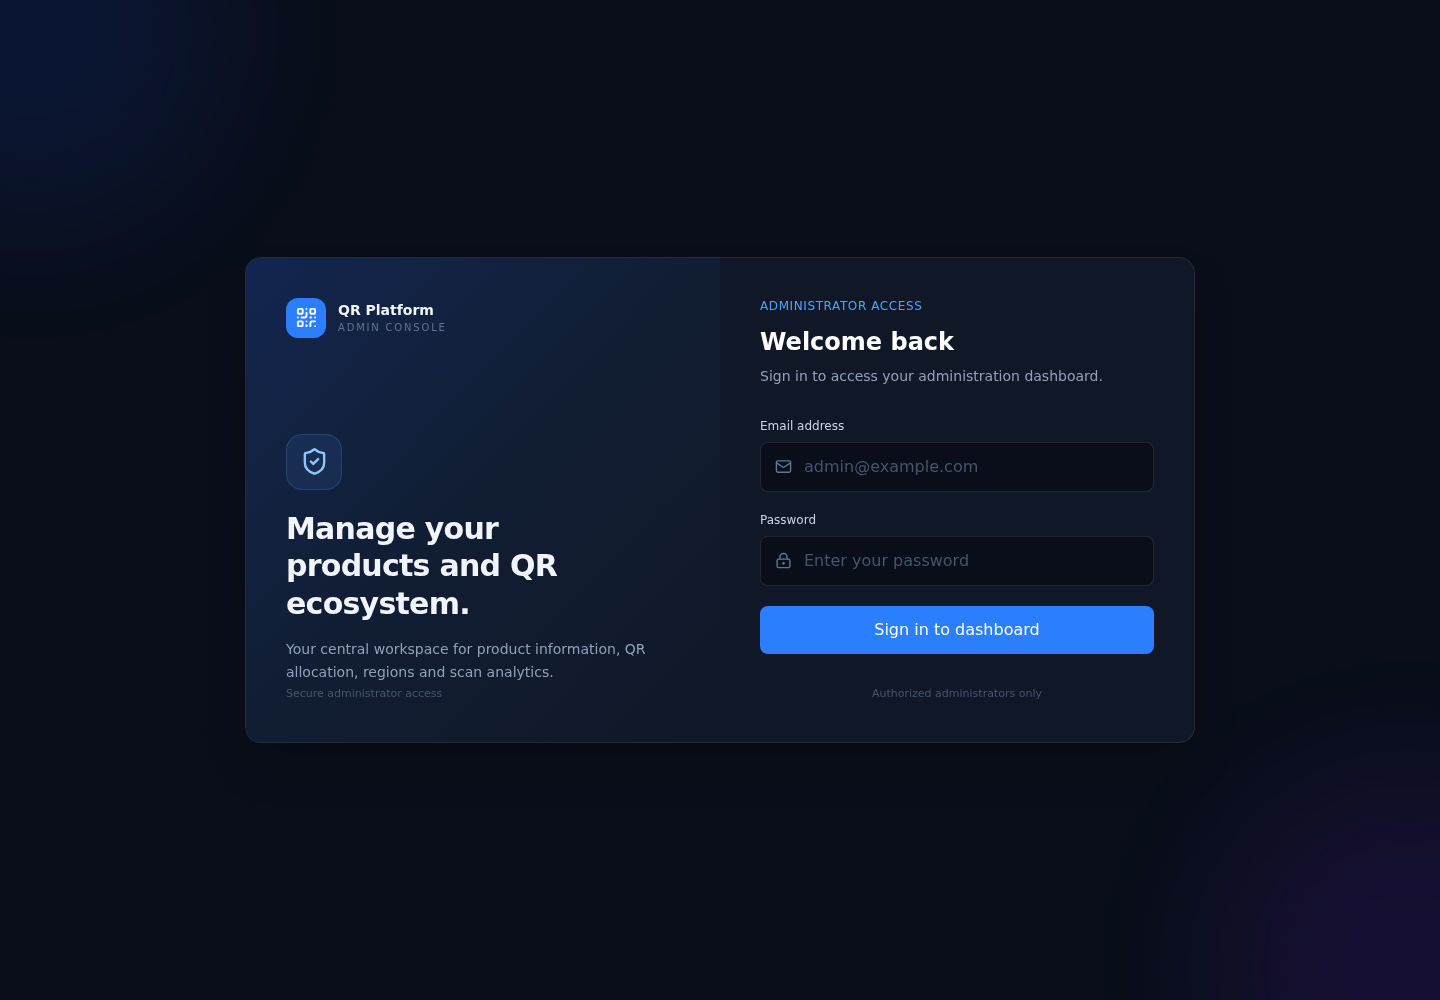 QR Platform
ADMIN CONSOLE
Manage your
products and QR
ecosystem.
Your central workspace for product information, QR
allocation, regions and scan analytics.
Secure administrator access
ADMINISTRATOR ACCESS
Welcome back
Sign in to access your administration dashboard.
Email address
admin@example.com
Password
Enter your password
Sign in to dashboard
Authorized administrators only